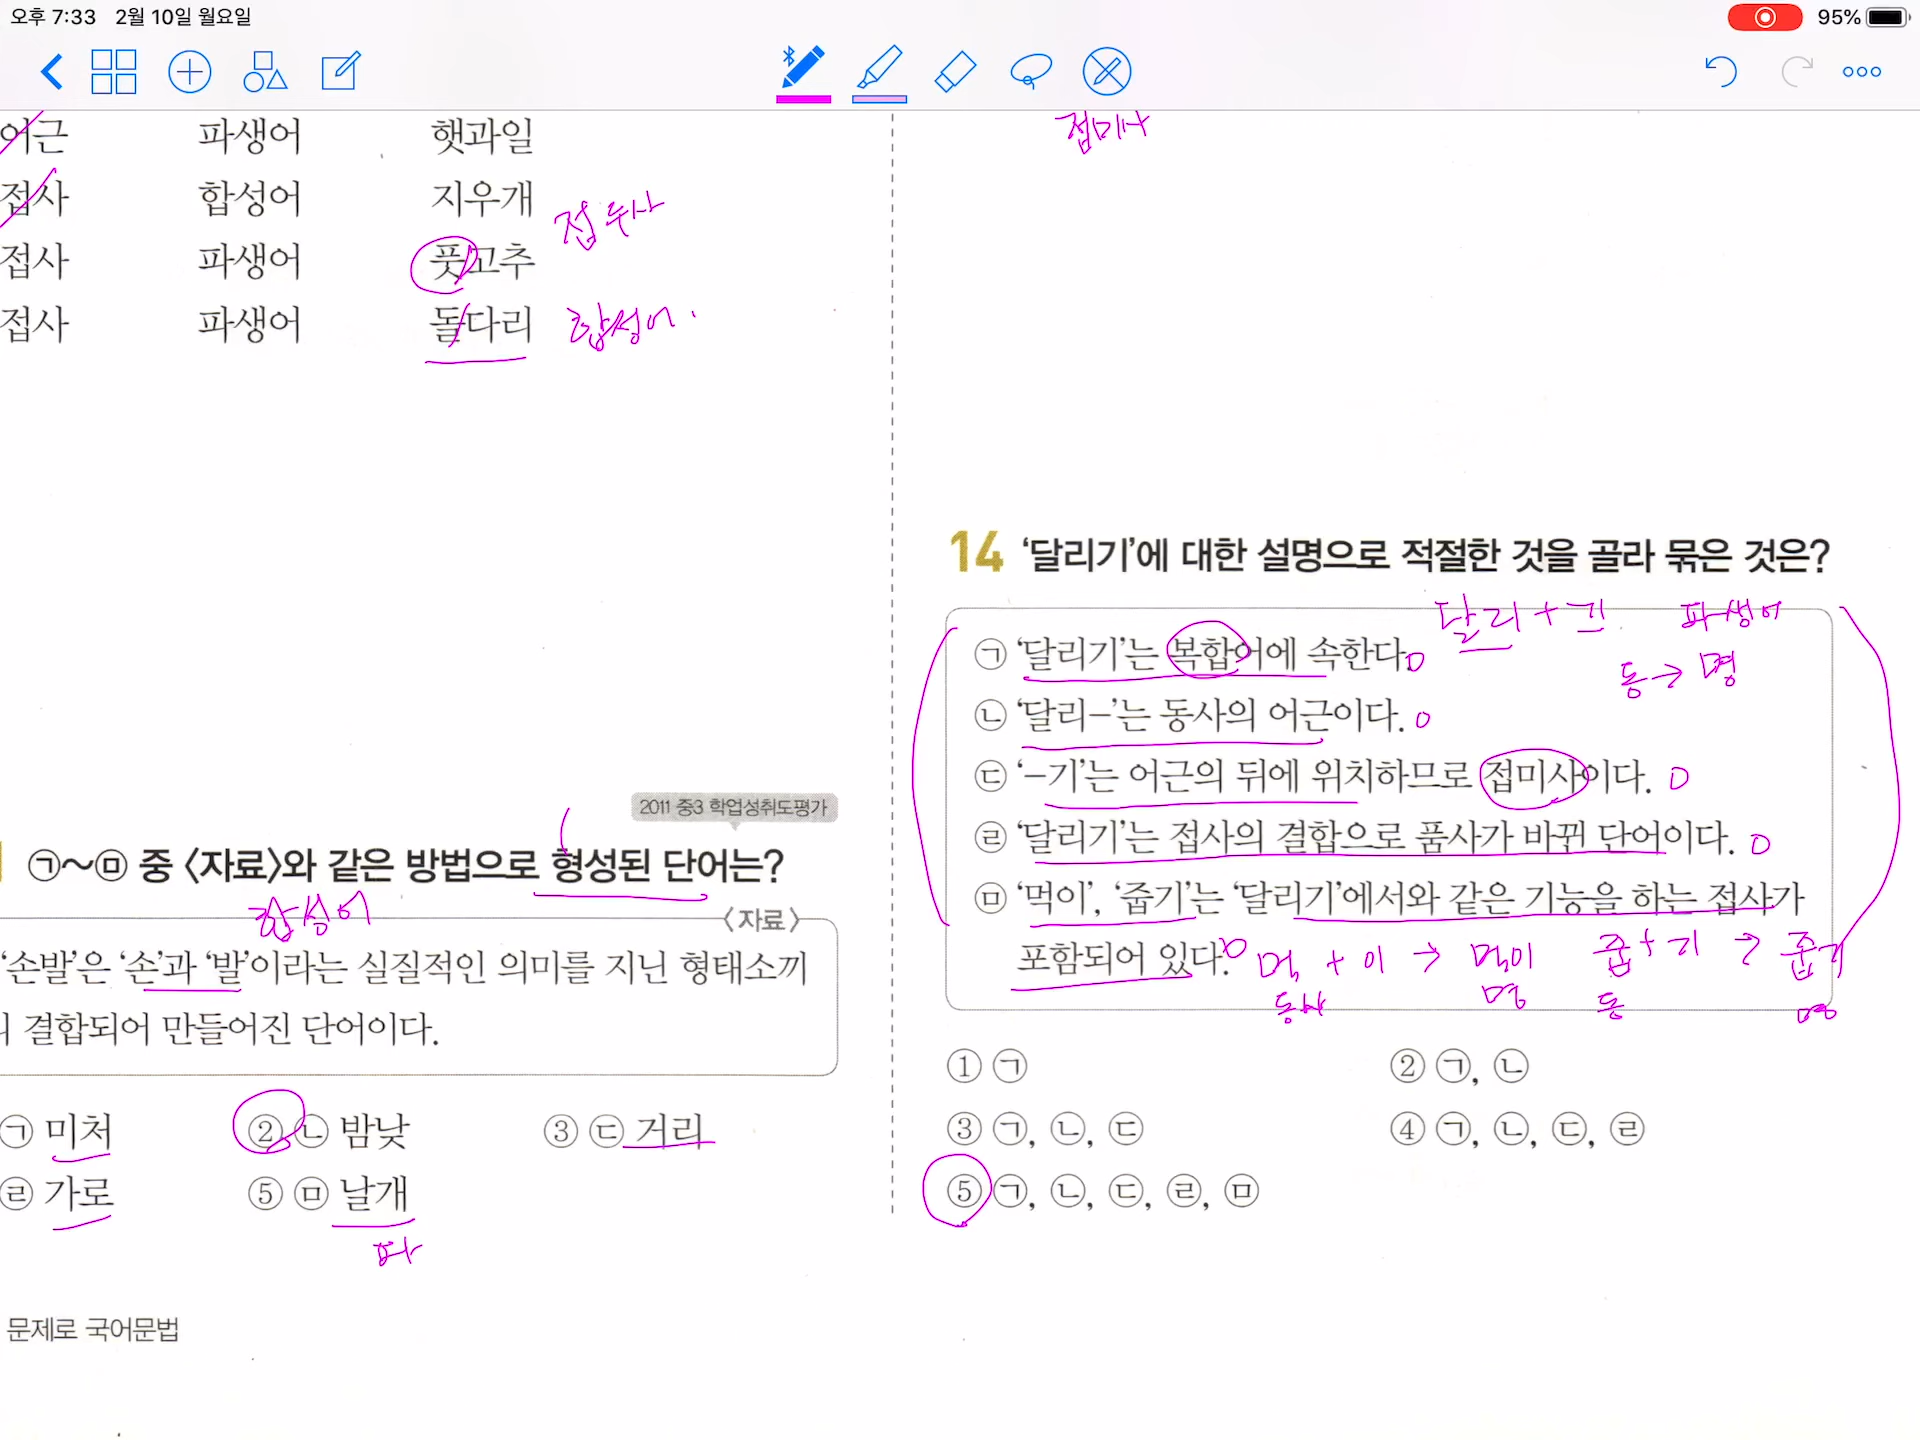 오후 7:33 2월 10일 월요일
95%
어근 파생어 햇과일
접사 합성어 지우개
접두사
접사 파생어 풋고추
접사 파생어 돌다리 합성어.
2011 중3 학업성취도평가
㉠~㉤ 중 〈자료〉와 같은 방법으로 형성된 단어는?
합성어
〈자료〉
‘손발’은 ‘손’과 ‘발’이라는 실질적인 의미를 지닌 형태소끼
결합되어 만들어진 단어이다.
㉠ 미처 ② ㉡ 밤낮 ③ ㉢ 거리
㉣ 가로 ⑤ ㉤ 날개
파
문제로 국어문법
접미사
14 ‘달리기’에 대한 설명으로 적절한 것을 골라 묶은 것은?
달리 + 기 파생어
㉠ ‘달리기’는 복합어에 속한다. o
동 → 명
㉡ ‘달리-’는 동사의 어근이다. o
㉢ ‘-기’는 어근의 뒤에 위치하므로 접미사이다. o
㉣ ‘달리기’는 접사의 결합으로 품사가 바뀐 단어이다. o
㉤ ‘먹이’, ‘줍기’는 ‘달리기’에서와 같은 기능을 하는 접사가
포함되어 있다. o 먹 + 이 → 먹이 줍 + 기 → 줍기
동사 명 동 명
① ㉠ ② ㉠, ㉡
③ ㉠, ㉡, ㉢ ④ ㉠, ㉡, ㉢, ㉣
⑤ ㉠, ㉡, ㉢, ㉣, ㉤